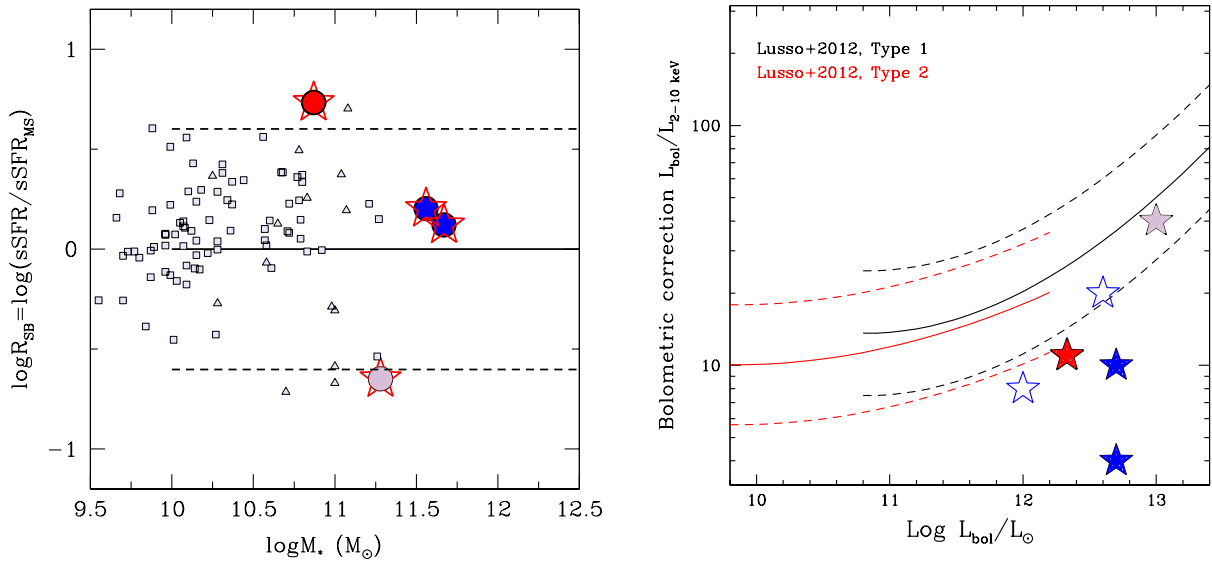 logR_SB=log(sSFR/sSFR_MS)
1
0
−1
9.5 10 10.5 11 11.5 12 12.5
logM_* (M_⊙)
Bolometric correction L_bol/L_2−10 keV
Lusso+2012, Type 1
Lusso+2012, Type 2
100
10
10 11 12 13
Log L_bol/L_⊙